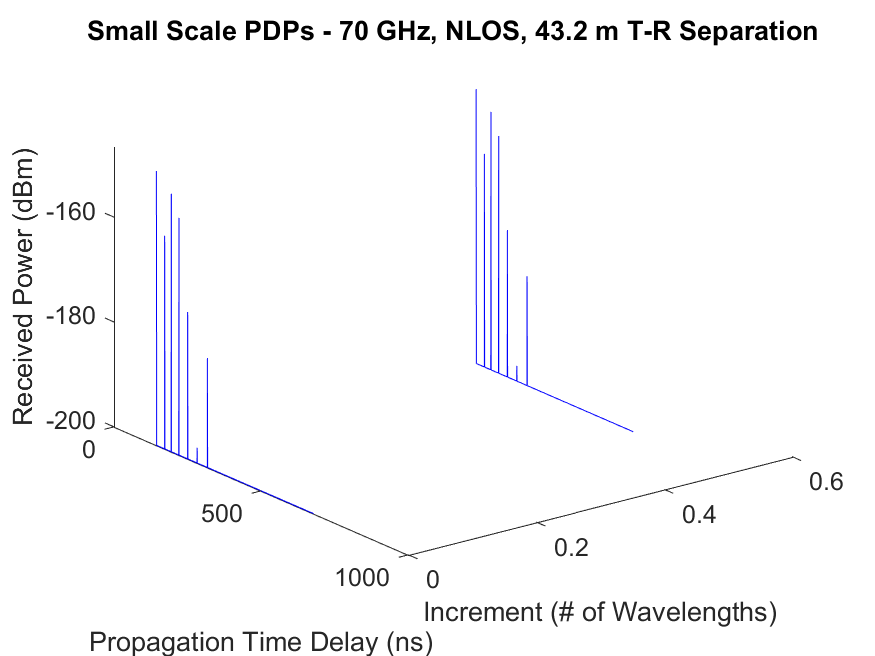 Small Scale PDPs - 70 GHz, NLOS, 43.2 m T-R Separation
Received Power (dBm)
-160
-180
-200
0
500
1000
0
0.2
0.4
0.6
Increment (# of Wavelengths)
Propagation Time Delay (ns)